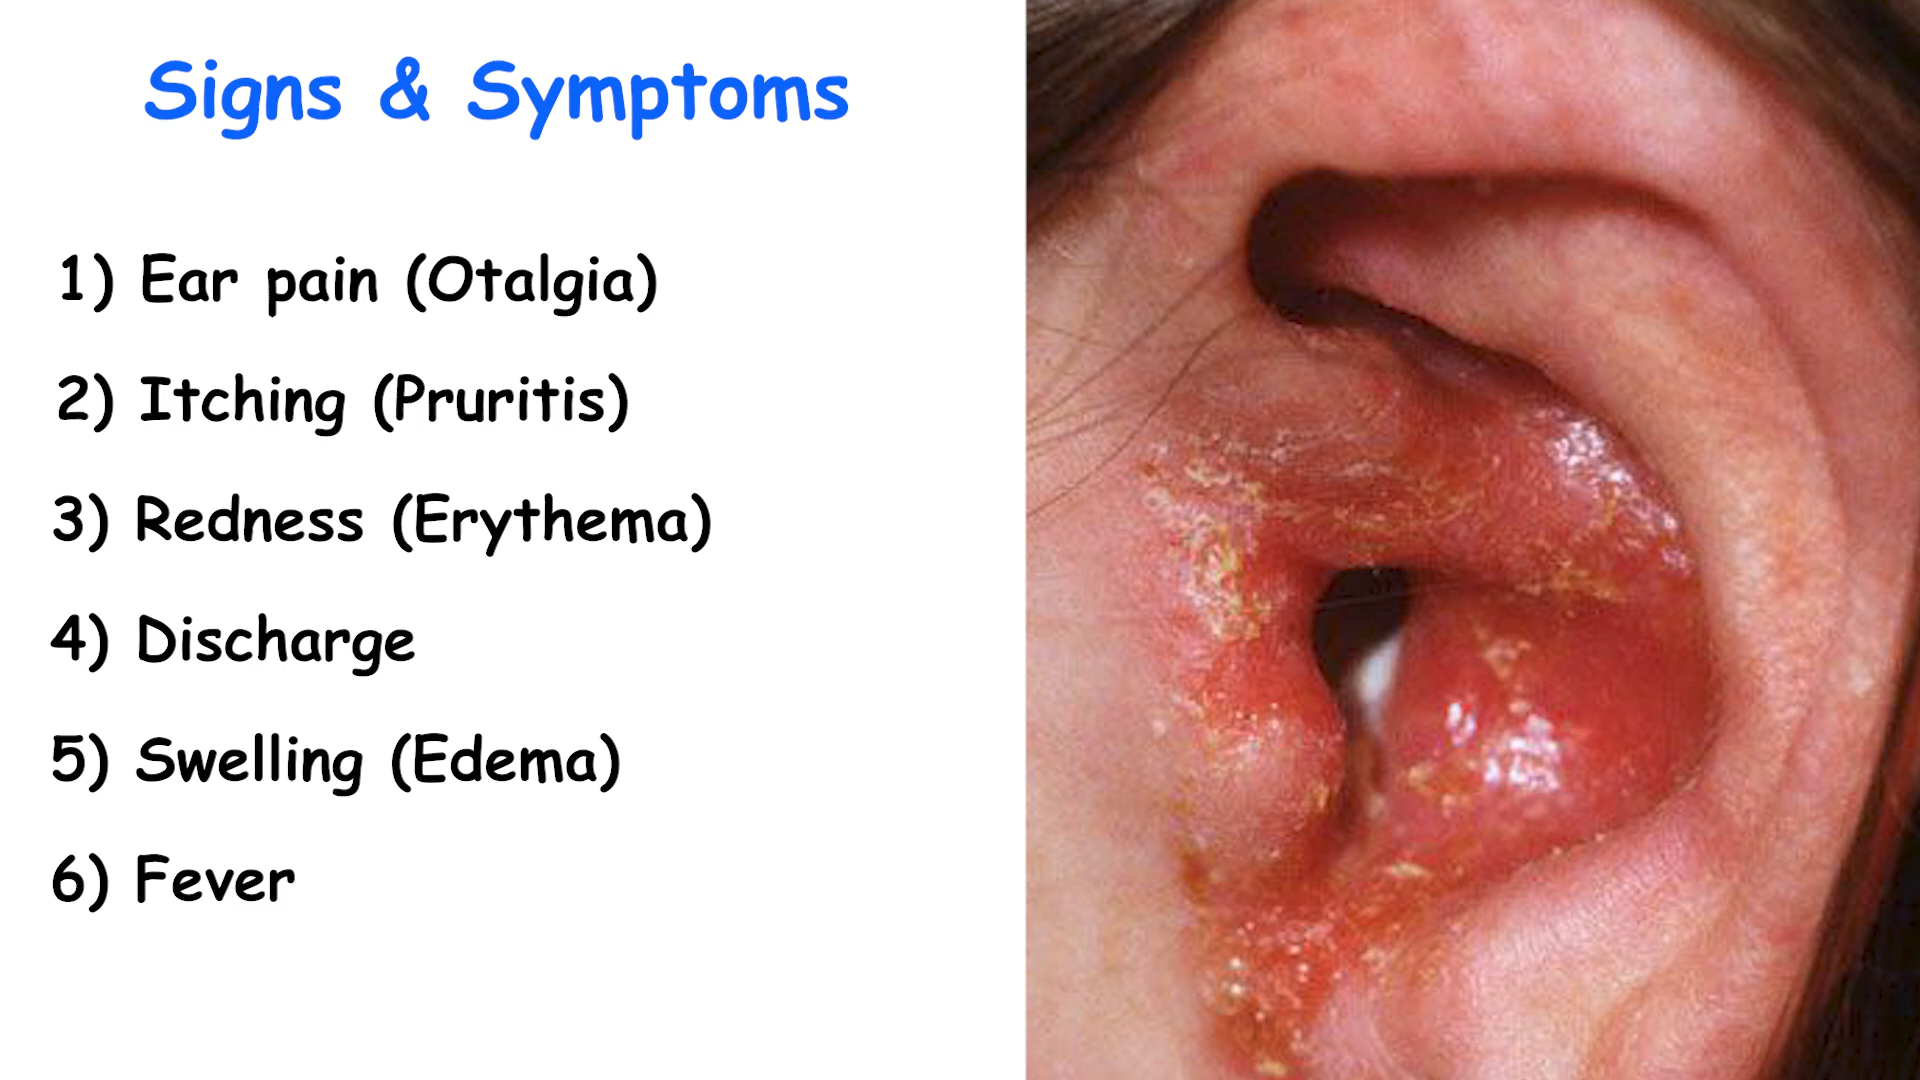 Signs & Symptoms
1) Ear pain (Otalgia)
2) Itching (Pruritis)
3) Redness (Erythema)
4) Discharge
5) Swelling (Edema)
6) Fever